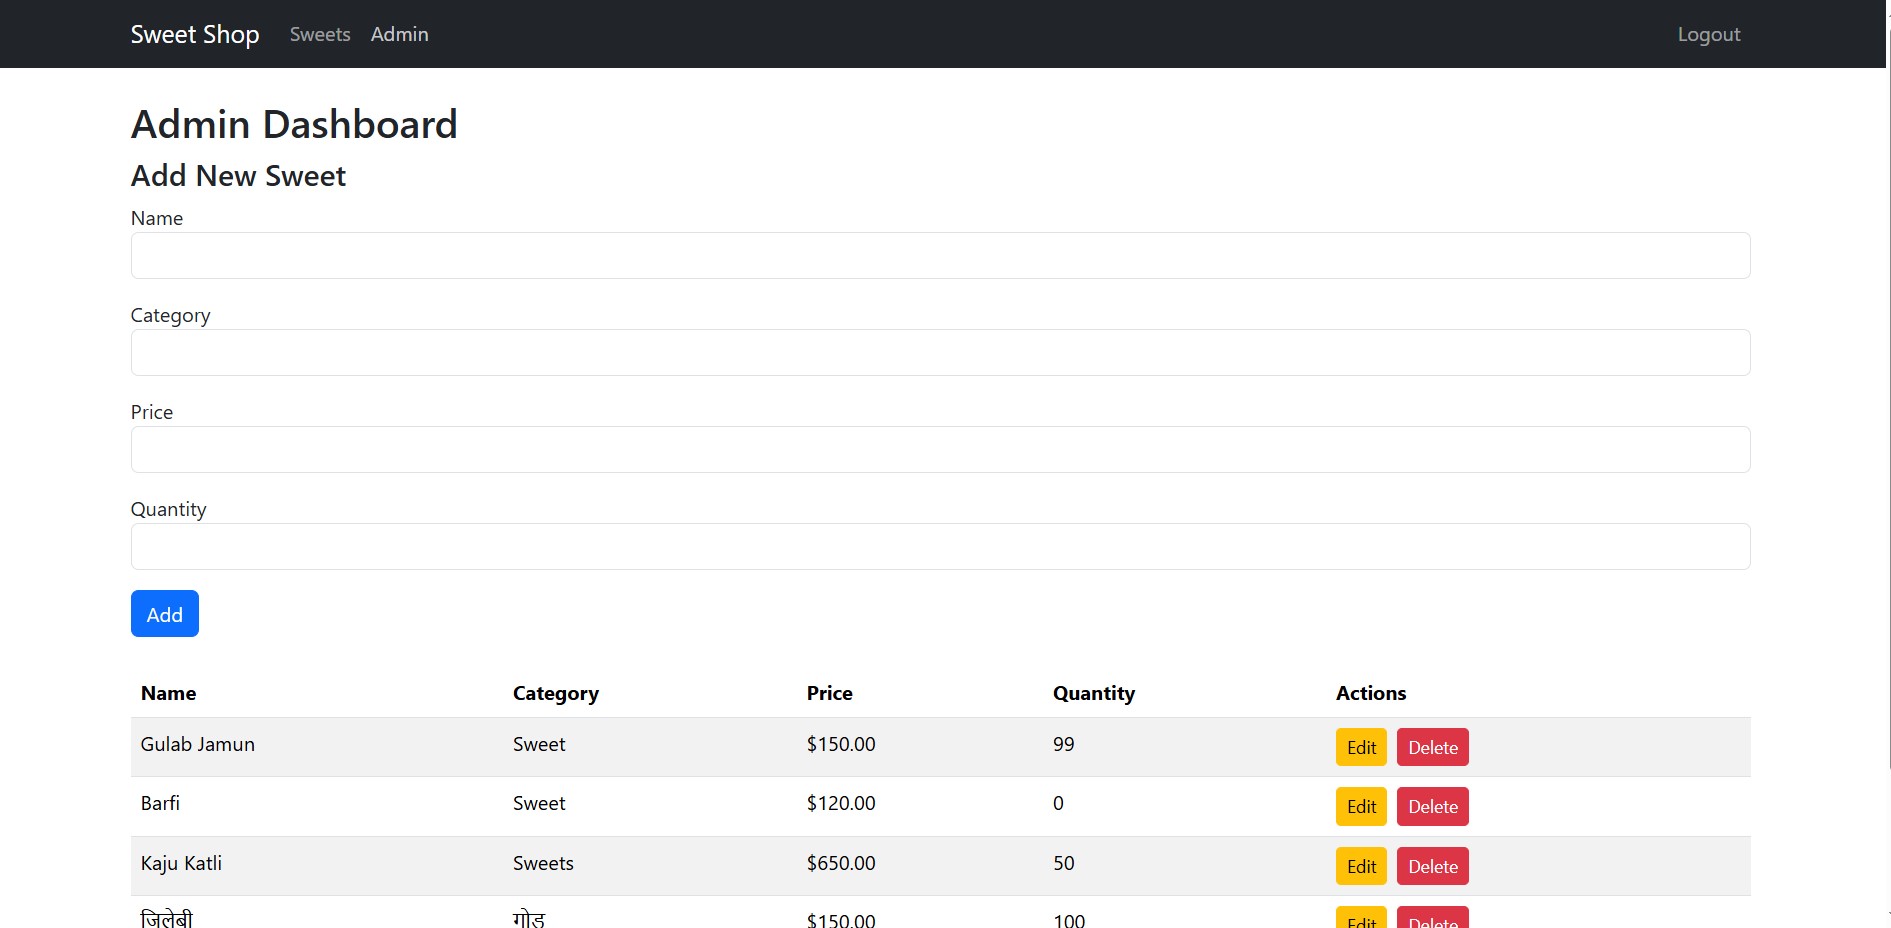 Sweet Shop Sweets Admin Logout
Admin Dashboard
Add New Sweet
Name
Category
Price
Quantity
Add
Name Category Price Quantity Actions
Gulab Jamun Sweet $150.00 99 Edit Delete
Barfi Sweet $120.00 0 Edit Delete
Kaju Katli Sweets $650.00 50 Edit Delete
जिलेबी गोड $150.00 100 Edit Delete